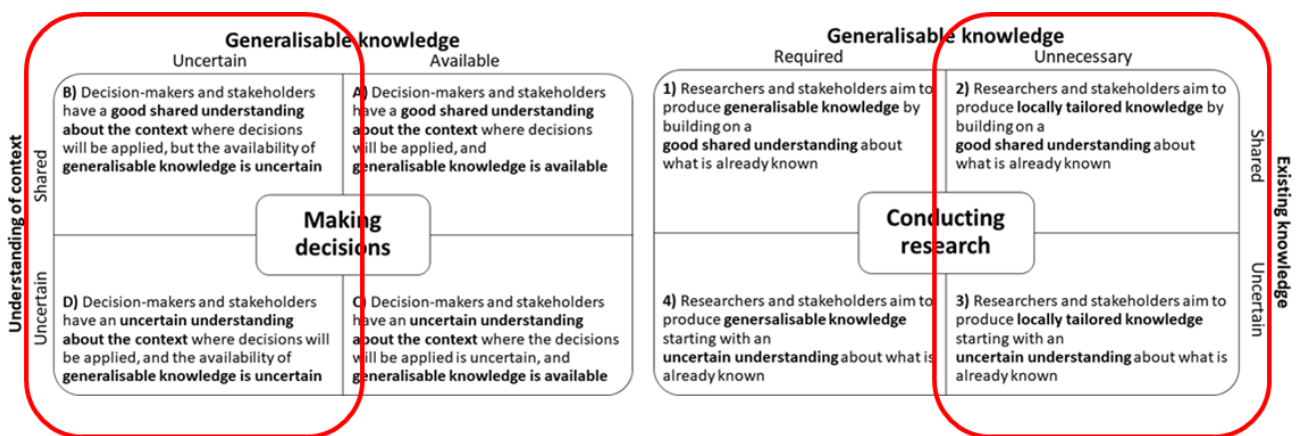 Generalisable knowledge
Uncertain
Available
Understanding of context
Shared
Uncertain
B) Decision-makers and stakeholders
have a good shared understanding
about the context where decisions
will be applied, but the availability of
generalisable knowledge is uncertain
A) Decision-makers and stakeholders
have a good shared understanding
about the context where decisions
will be applied, and
generalisable knowledge is available
Making
decisions
D) Decision-makers and stakeholders
have an uncertain understanding
about the context where decisions will
be applied, and the availability of
generalisable knowledge is uncertain
C) Decision-makers and stakeholders
have an uncertain understanding
about the context where the decisions
will be applied is uncertain, and
generalisable knowledge is available
Generalisable knowledge
Required
Unnecessary
1) Researchers and stakeholders aim to
produce generalisable knowledge by
building on a
good shared understanding about
what is already known
2) Researchers and stakeholders aim to
produce locally tailored knowledge by
building on a
good shared understanding about
what is already known
Conducting
research
4) Researchers and stakeholders aim to
produce genersalisable knowledge
starting with an
uncertain understanding about what is
already known
3) Researchers and stakeholders aim to
produce locally tailored knowledge
starting with an
uncertain understanding about what is
already known
Shared
Uncertain
Existing knowledge